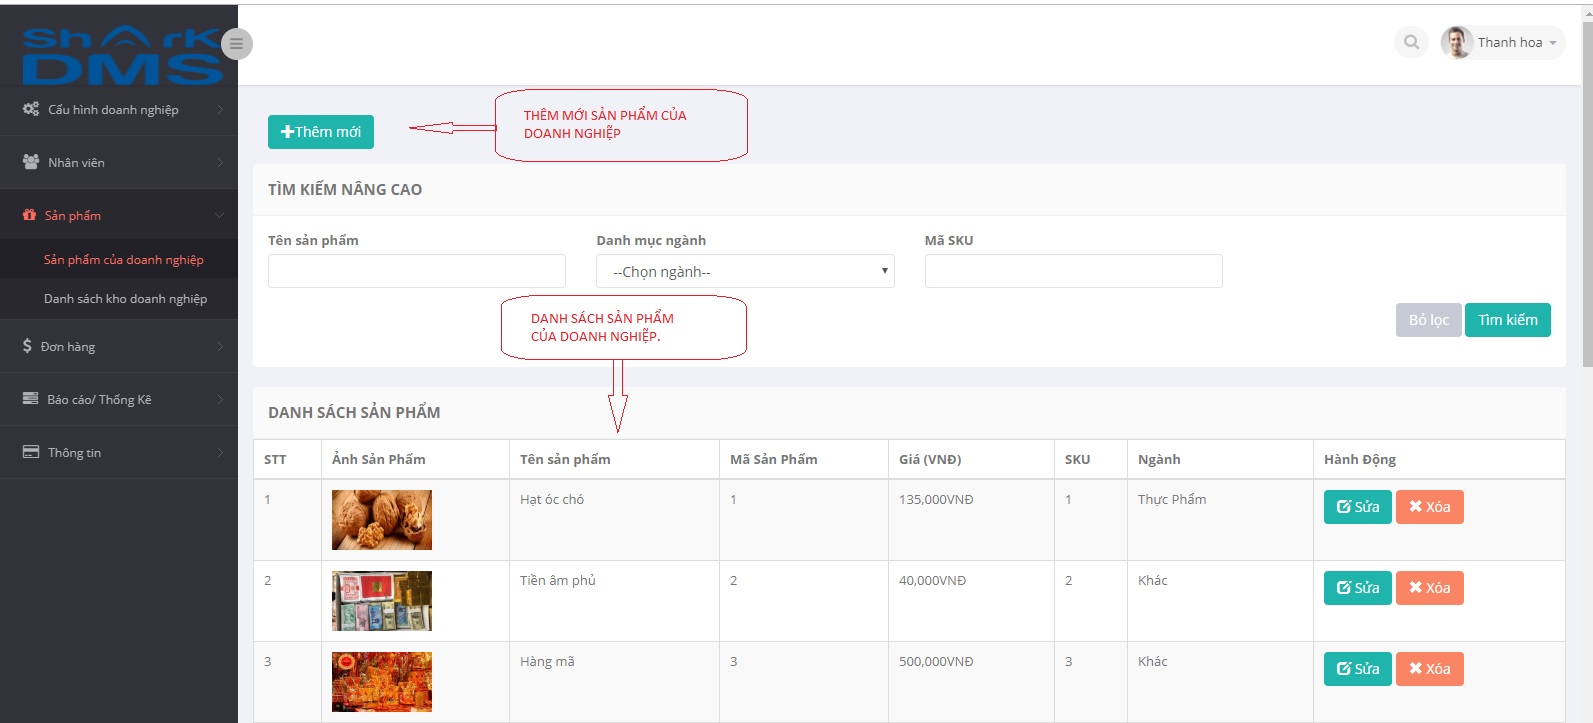 Shark
DMS
Thanh hoa
Cấu hình doanh nghiệp
Nhân viên
Sản phẩm
Sản phẩm của doanh nghiệp
Danh sách kho doanh nghiệp
Đơn hàng
Báo cáo/ Thống Kê
Thông tin
Thêm mới
THÊM MỚI SẢN PHẨM CỦA
DOANH NGHIỆP
TÌM KIẾM NÂNG CAO
Tên sản phẩm
Danh mục ngành
Mã SKU
--Chọn ngành--
Bỏ lọc
Tìm kiếm
DANH SÁCH SẢN PHẨM
CỦA DOANH NGHIỆP.
DANH SÁCH SẢN PHẨM
STT Ảnh Sản Phẩm Tên sản phẩm Mã Sản Phẩm Giá (VNĐ) SKU Ngành Hành Động
1 Hạt óc chó 1 135,000VNĐ 1 Thực Phẩm Sửa Xóa
2 Tiền âm phủ 2 40,000VNĐ 2 Khác Sửa Xóa
3 Hàng mã 3 500,000VNĐ 3 Khác Sửa Xóa